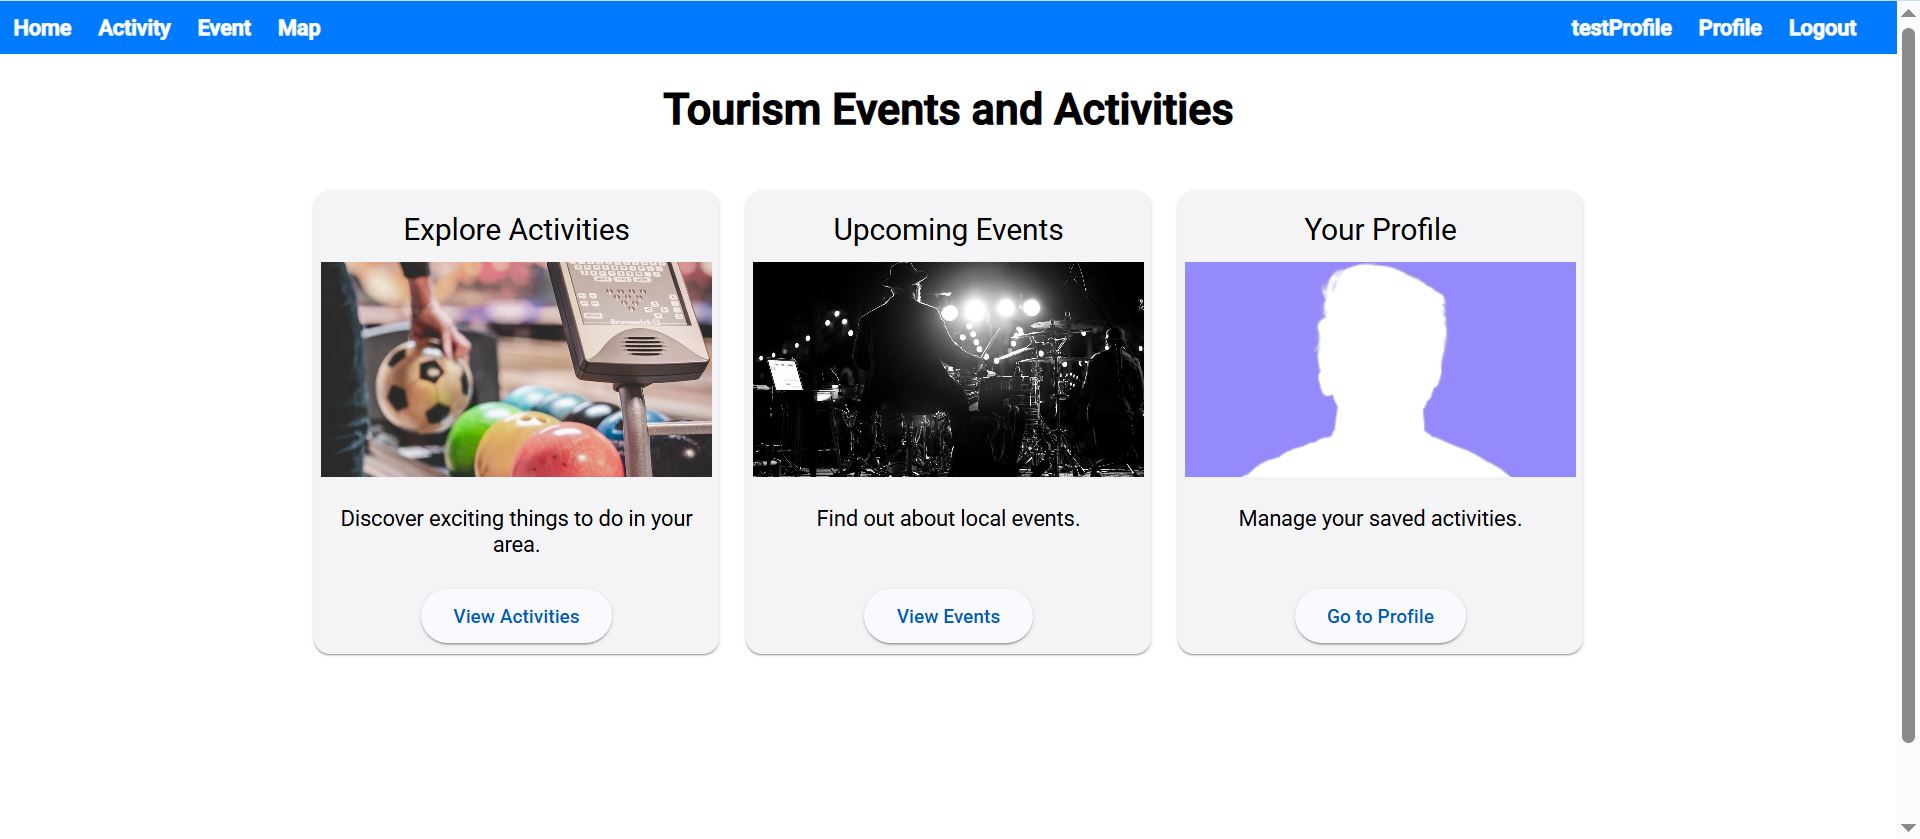 Home Activity Event Map testProfile Profile Logout
Tourism Events and Activities
Explore Activities
Brunswick
Discover exciting things to do in your
area.
View Activities
Upcoming Events
Find out about local events.
View Events
Your Profile
Manage your saved activities.
Go to Profile